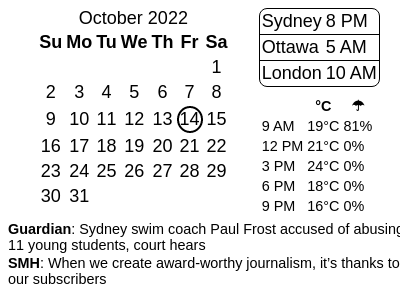 October 2022
Su Mo Tu We Th Fr Sa
1
2 3 4 5 6 7 8
9 10 11 12 13 14 15
16 17 18 19 20 21 22
23 24 25 26 27 28 29
30 31
Sydney 8 PM
Ottawa 5 AM
London 10 AM
°C ☂
9 AM 19°C 81%
12 PM 21°C 0%
3 PM 24°C 0%
6 PM 18°C 0%
9 PM 16°C 0%
Guardian: Sydney swim coach Paul Frost accused of abusing
11 young students, court hears
SMH: When we create award-worthy journalism, it's thanks to
our subscribers